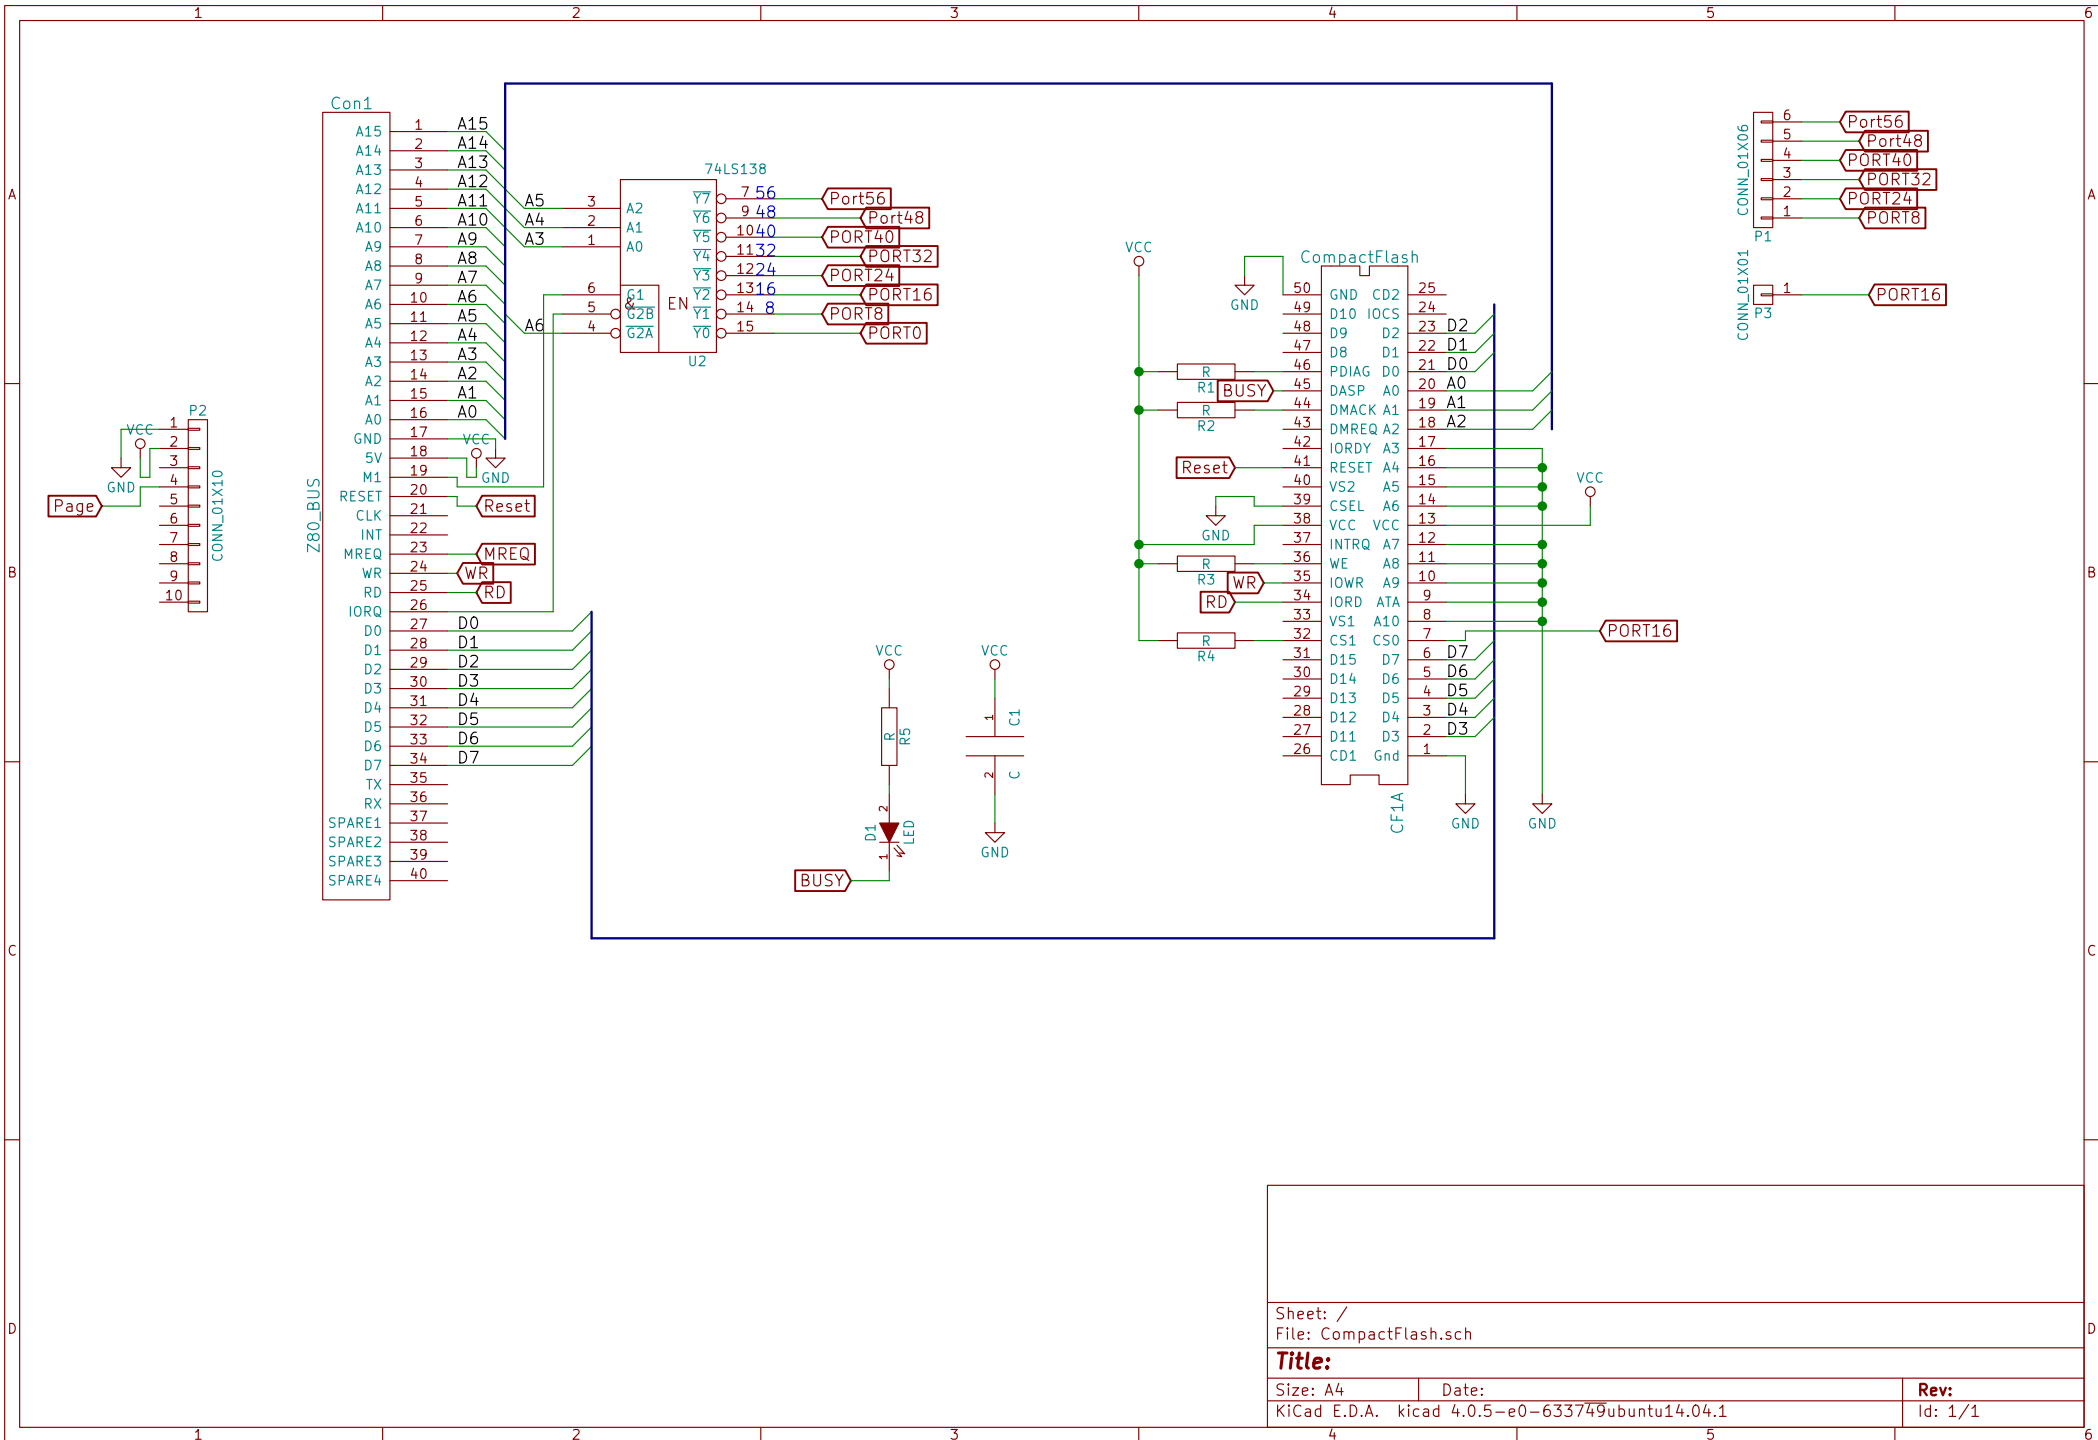 1 2 3 4 5 6
A
B
C
D
Con1
Z80_BUS
A15 1 A15
A14 2 A14
A13 3 A13
A12 4 A12
A11 5 A11
A10 6 A10
A9 7 A9
A8 8 A8
A7 9 A7
A6 10 A6
A5 11 A5
A4 12 A4
A3 13 A3
A2 14 A2
A1 15 A1
A0 16 A0
GND 17
5V 18
M1 19
RESET 20 Reset
CLK 21
INT 22
MREQ 23 MREQ
WR 24 WR
RD 25 RD
IORQ 26
D0 27 D0
D1 28 D1
D2 29 D2
D3 30 D3
D4 31 D4
D5 32 D5
D6 33 D6
D7 34 D7
TX 35
RX 36
SPARE1 37
SPARE2 38
SPARE3 39
SPARE4 40
VCC
GND
P2
CONN_01X10
1
2
3
4
5
6
7
8
9
10
VCC
GND
Page
74LS138
U2
A5 3 A2
A4 2 A1
A3 1 A0
6 G1
5 G2B
A6 4 G2A
& EN
Y7 7 56 Port56
Y6 9 48 Port48
Y5 10 40 PORT40
Y4 11 32 PORT32
Y3 12 24 PORT24
Y2 13 16 PORT16
Y1 14 8 PORT8
Y0 15 PORT0
VCC
R R5
2
D1 LED
1
BUSY
VCC
1 C1
2 C
GND
VCC
R
R1
BUSY
R
R2
Reset
GND
GND
R
R3
WR
RD
R
R4
CompactFlash
CF1A
50 GND CD2 25
49 D10 IOCS 24
48 D9 D2 23 D2
47 D8 D1 22 D1
46 PDIAG D0 21 D0
45 DASP A0 20 A0
44 DMACK A1 19 A1
43 DMREQ A2 18 A2
42 IORDY A3 17
41 RESET A4 16
40 VS2 A5 15
39 CSEL A6 14
38 VCC VCC 13
37 INTRQ A7 12
36 WE A8 11
35 IOWR A9 10
34 IORD ATA 9
33 VS1 A10 8
32 CS1 CS0 7
31 D15 D7 6 D7
30 D14 D6 5 D6
29 D13 D5 4 D5
28 D12 D4 3 D4
27 D11 D3 2 D3
26 CD1 Gnd 1
VCC
PORT16
GND
GND
CONN_01X06
6 Port56
5 Port48
4 PORT40
3 PORT32
2 PORT24
1 PORT8
P1
CONN_01X01
1 PORT16
P3
Sheet: /
File: CompactFlash.sch
Title:
Size: A4 Date: Rev:
KiCad E.D.A. kicad 4.0.5-e0-633749ubuntu14.04.1 Id: 1/1
A
B
C
D
1 2 3 4 5 6